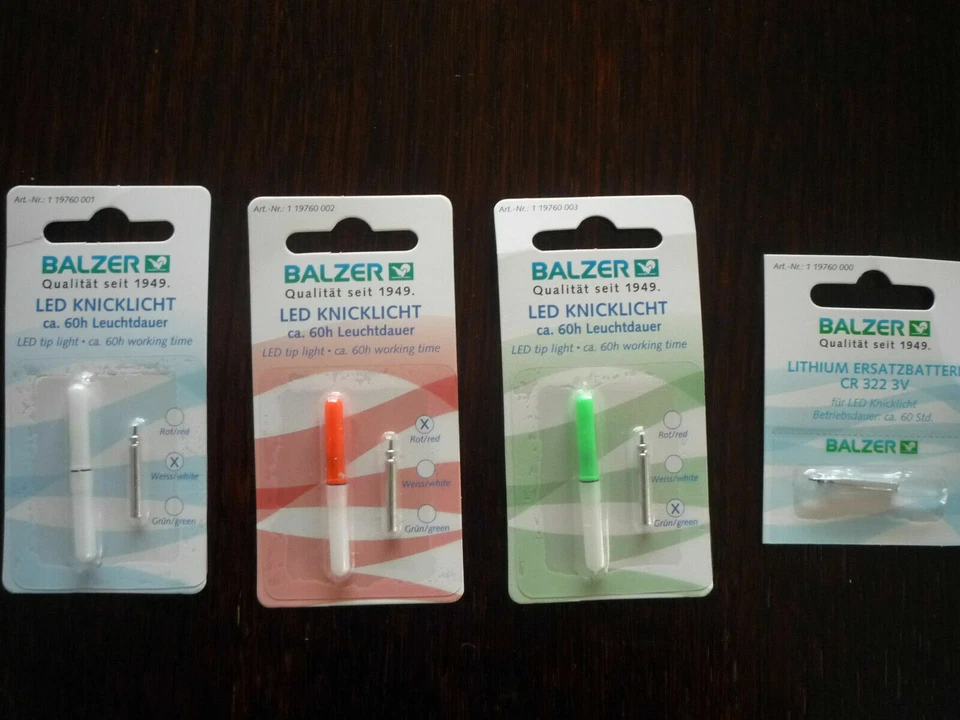 Art.-Nr.: 1 19760 001
BALZER
Qualität seit 1949.
LED KNICKLICHT
ca. 60h Leuchtdauer
LED tip light • ca. 60h working time
Rot/red
X
Weiss/white
Grün/green
Art.-Nr.: 1 19760 002
BALZER
Qualität seit 1949.
LED KNICKLICHT
ca. 60h Leuchtdauer
LED tip light • ca. 60h working time
X
Rot/red
Weiss/white
Grün/green
Art.-Nr.: 1 19760 003
BALZER
Qualität seit 1949.
LED KNICKLICHT
ca. 60h Leuchtdauer
LED tip light • ca. 60h working time
Rot/red
Weiss/white
X
Grün/green
Art.-Nr.: 1 19760 000
BALZER
Qualität seit 1949.
LITHIUM ERSATZBATTERI
CR 322 3V
für LED Knicklicht
Betriebsdauer: ca. 60 Std.
BALZER